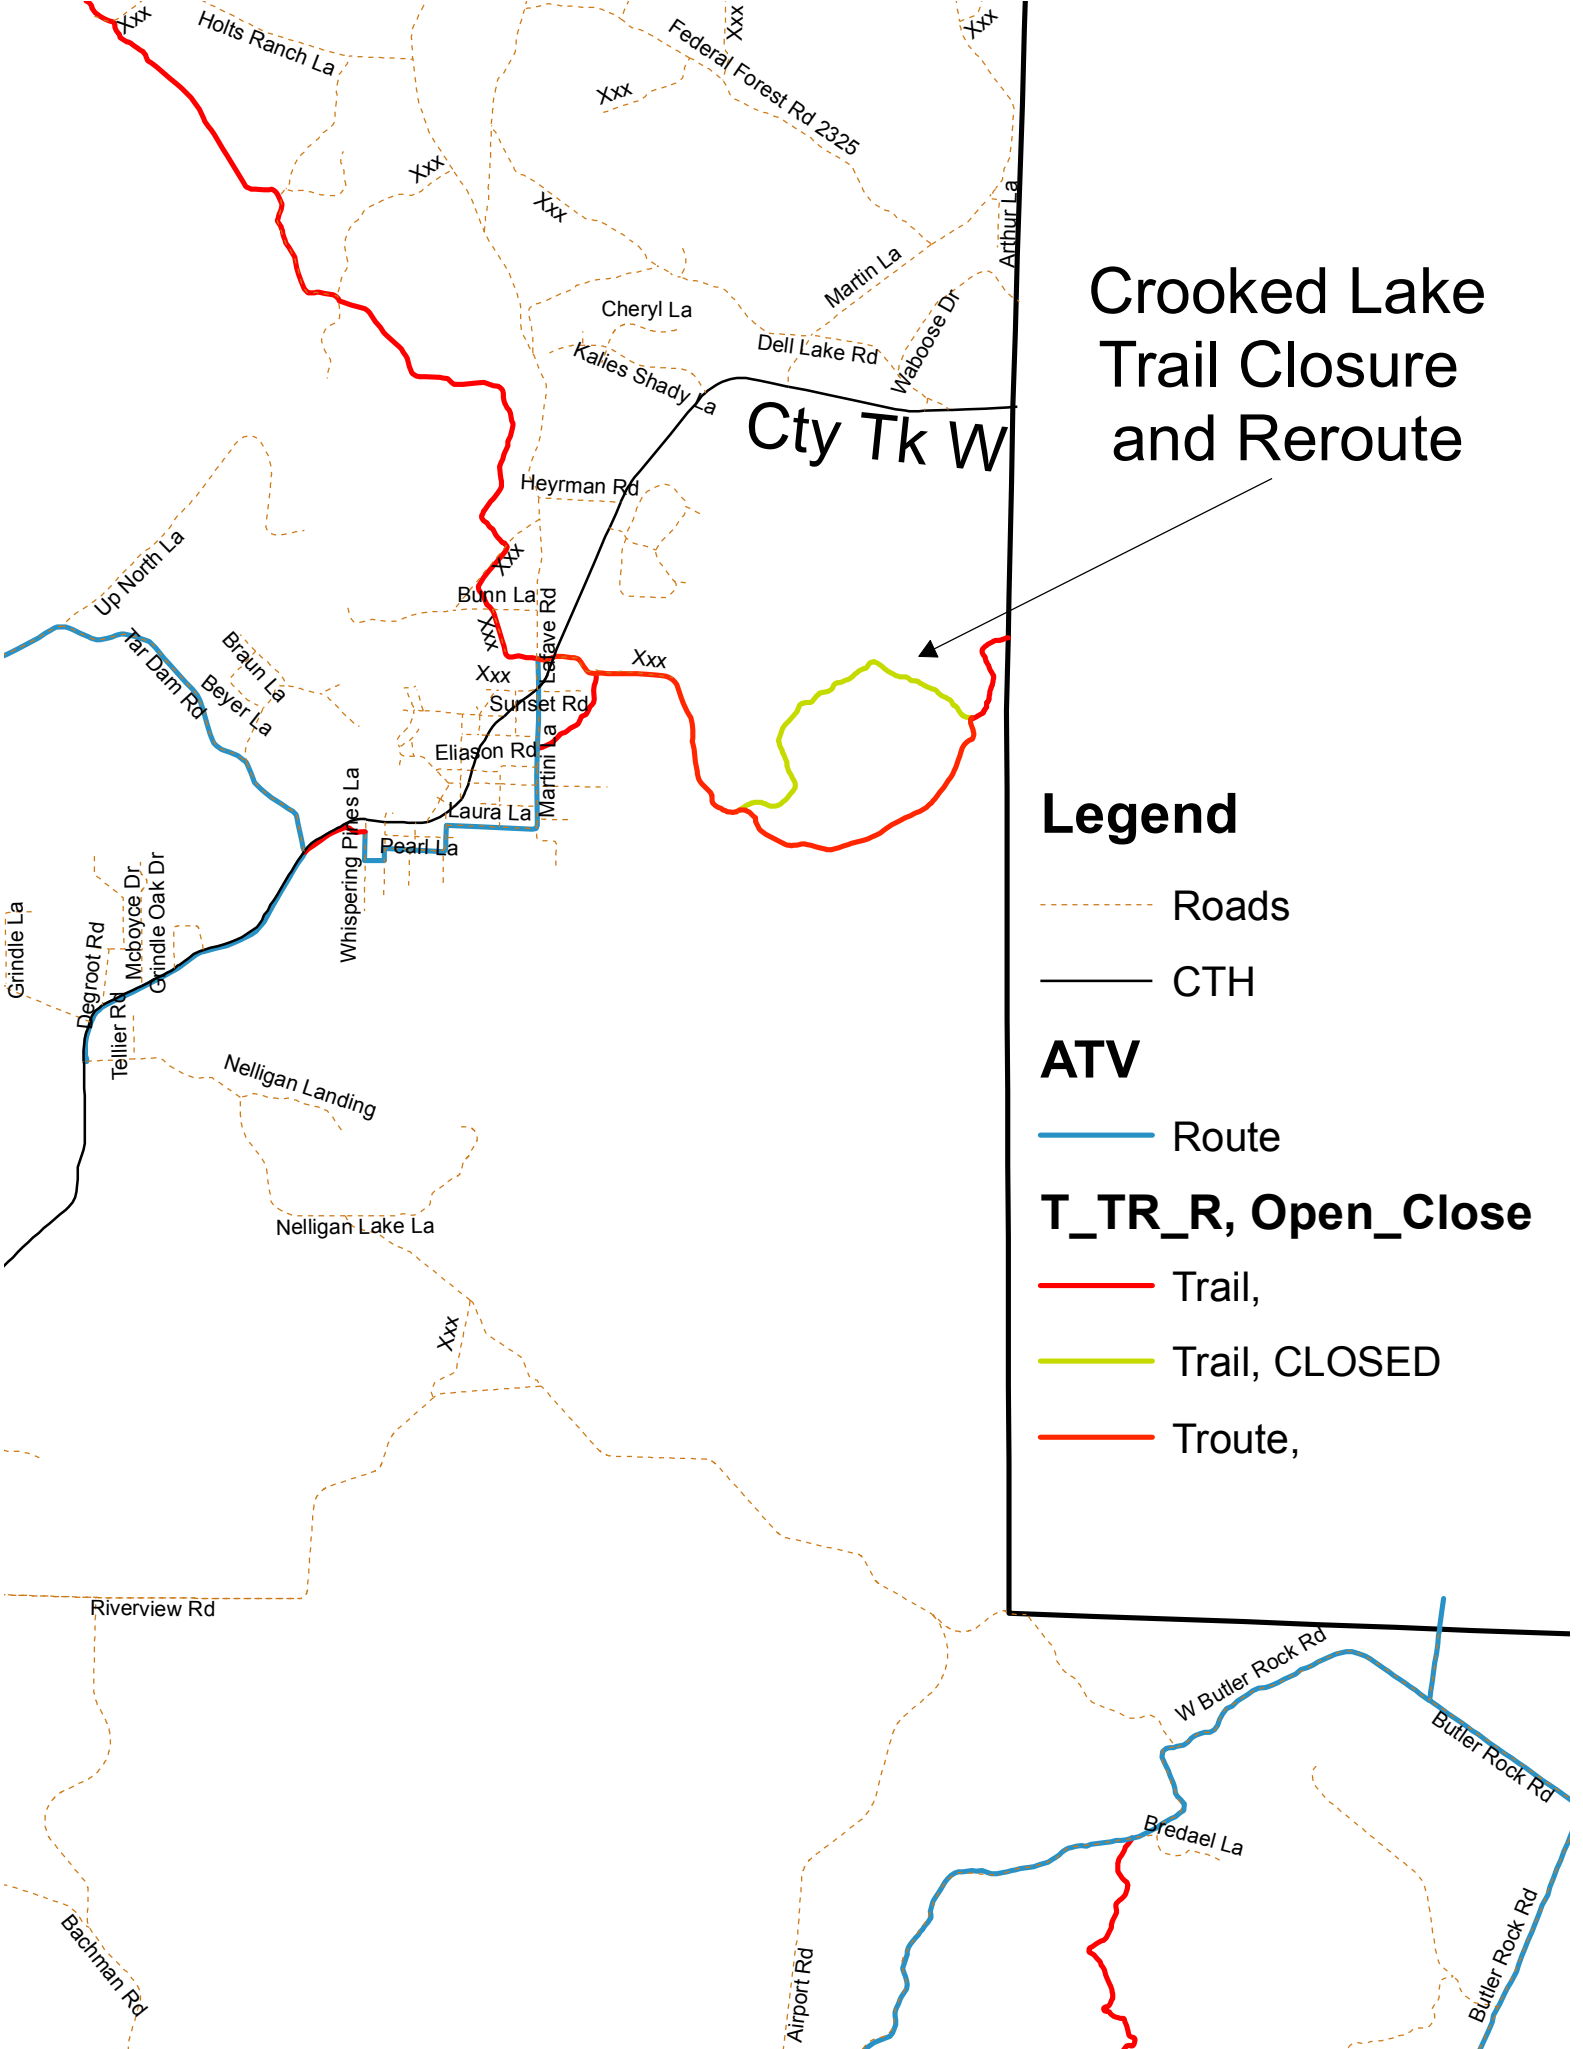 Xxx
Holts Ranch La
Federal Forest Rd 2325
Xxx
Xxx
Xxx
Xxx
Xxx
Arthur La
Martin La
Cheryl La
Waboose Dr
Dell Lake Rd
Kalies Shady La
Cty Tk W
Crooked Lake
Trail Closure
and Reroute
Heyrman Rd
Up North La
Xxx
Bunn La
Lafave Rd
Xxx
Xxx
Xxx
Tar Dam Rd
Braun La
Beyer La
Sunset Rd
Eliason Rd
Martini La
Laura La
Pearl La
Whispering Pines La
Grindle La
Degroot Rd
Mcboyce Dr
Grindle Oak Dr
Tellier Rd
Nelligan Landing
Nelligan Lake La
Xxx
Legend
Roads
CTH
ATV
Route
T_TR_R, Open_Close
Trail,
Trail, CLOSED
Troute,
Riverview Rd
W Butler Rock Rd
Butler Rock Rd
Bredael La
Bachman Rd
Airport Rd
Butler Rock Rd